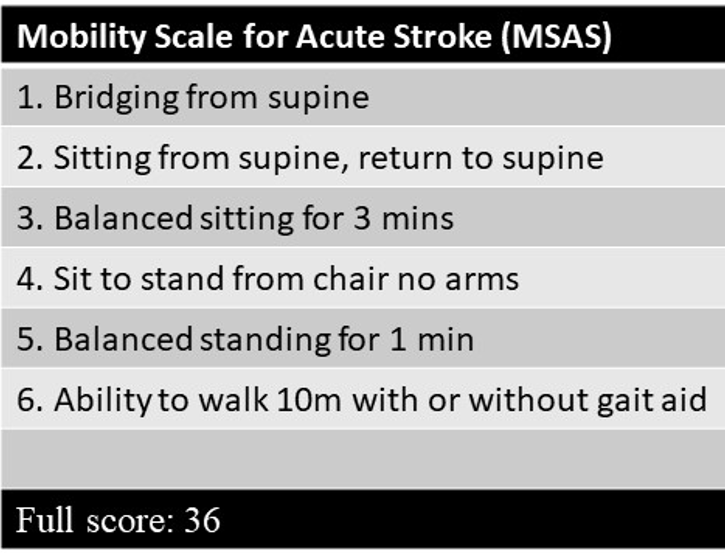 Mobility Scale for Acute Stroke (MSAS)
1. Bridging from supine
2. Sitting from supine, return to supine
3. Balanced sitting for 3 mins
4. Sit to stand from chair no arms
5. Balanced standing for 1 min
6. Ability to walk 10m with or without gait aid
Full score: 36